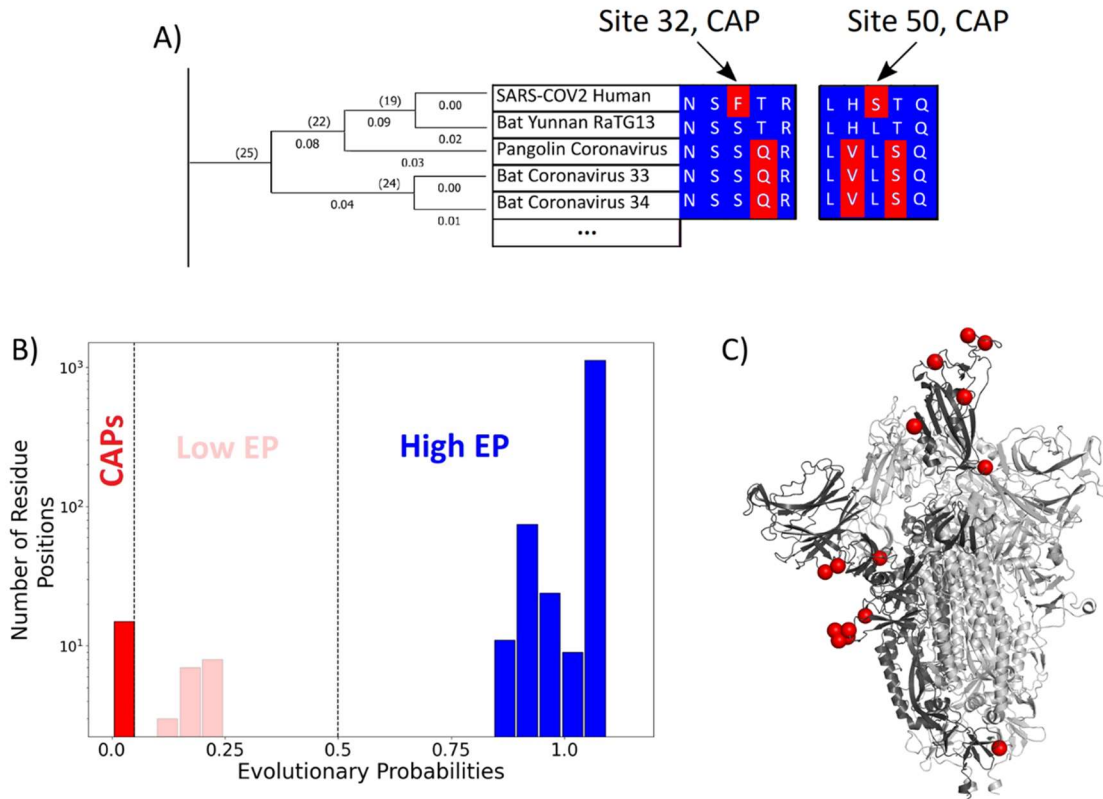 A)
Site 32, CAP
Site 50, CAP
(19)
0.00
SARS-COV2 Human
N S F T R
L H S T Q
(22)
0.09
Bat Yunnan RaTG13
N S S T R
L H L T Q
0.02
(25)
0.08
Pangolin Coronavirus
N S S Q R
L V L S Q
0.03
(24)
0.00
Bat Coronavirus 33
N S S Q R
L V L S Q
0.04
Bat Coronavirus 34
N S S Q R
L V L S Q
0.01
...
B)
Number of Residue
Positions
10³
10²
10¹
CAPs
Low EP
High EP
0.0
0.25
0.5
0.75
1.0
Evolutionary Probabilities
C)